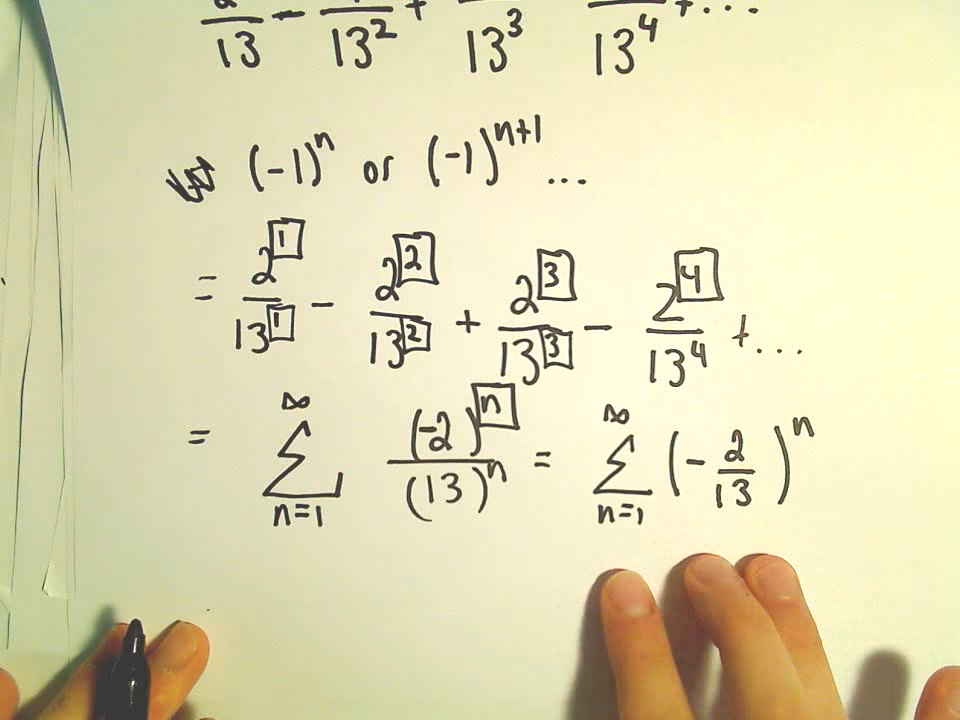 — 13 - — 13² + — 13³ — 13⁴ + ...
(-1)ⁿ or (-1)ⁿ⁺¹ ...
= 2¹/13¹ - 2²/13² + 2³/13³ - 2⁴/13⁴ + ...
= ∞ Σ n=1 (-2)ⁿ/(13)ⁿ = ∞ Σ n=1 (-2/13)ⁿ